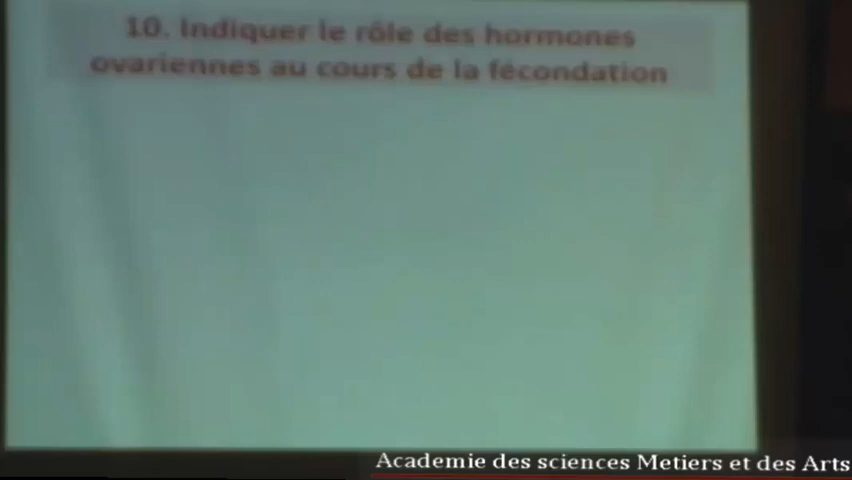 10. Indiquer le rôle des hormones
ovariennes au cours de la fécondation
Academie des sciences Metiers et des Arts